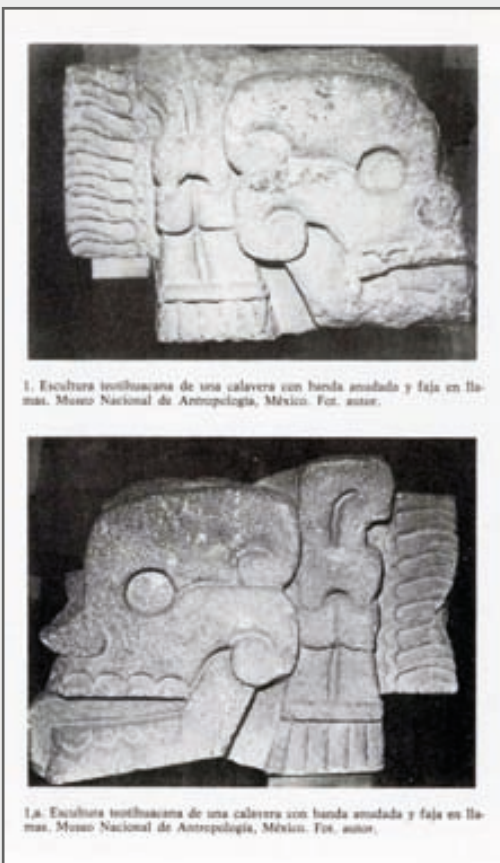 1. Escultura teotihuacana de una calavera con banda anudada y faja en lla-
mas. Museo Nacional de Antropología, México. Fot. autor.
1,a. Escultura teotihuacana de una calavera con banda anudada y faja en lla-
mas. Museo Nacional de Antropología, México. Fot. autor.